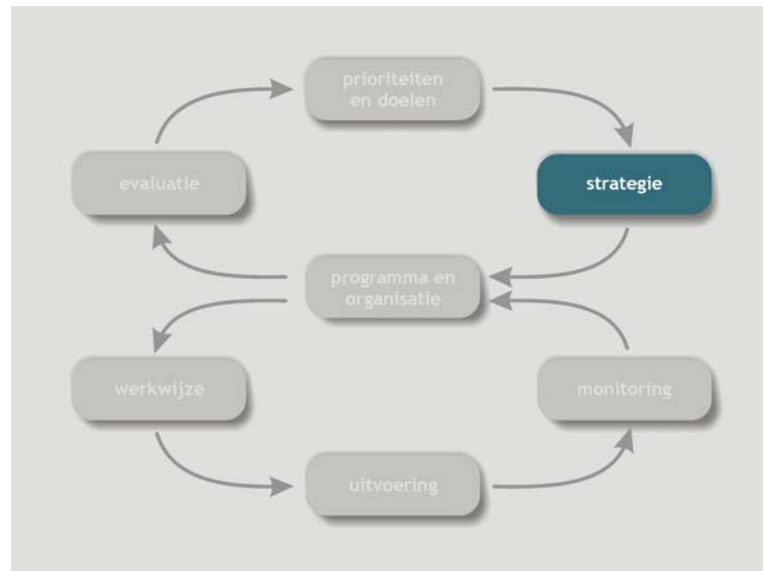 prioriteiten
en doelen
evaluatie
strategie
programma en
organisatie
werkwijze
monitoring
uitvoering